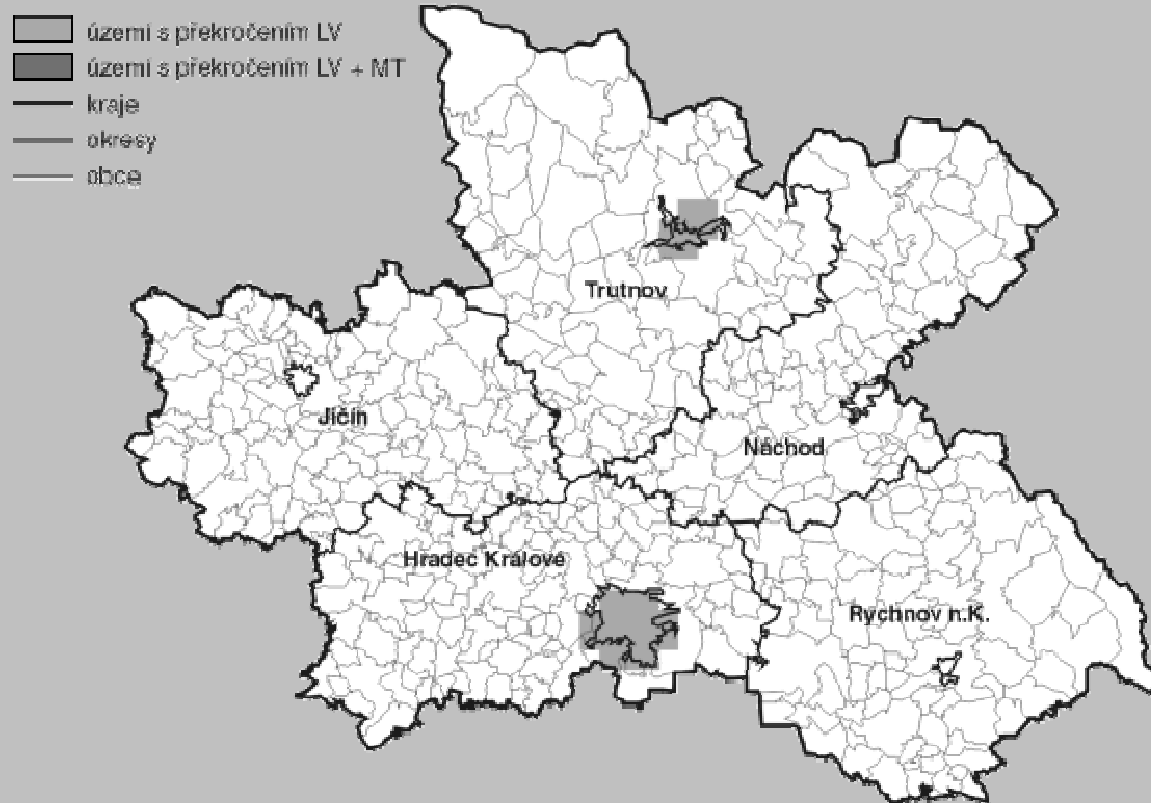 území s překročením LV
území s překročením LV + MT
kraje
okresy
obce
Trutnov
Jičín
Náchod
Hradec Králové
Rychnov n.K.